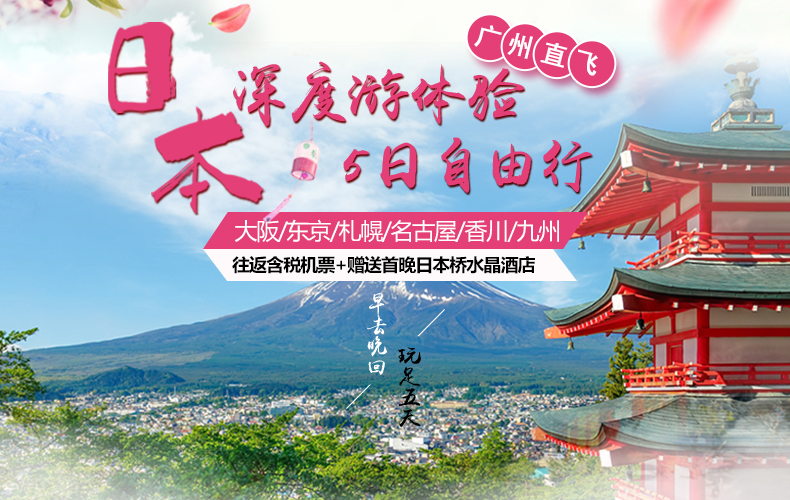 广州直飞
日本
深度游体验
5日自由行
大阪/东京/札幌/名古屋/香川/九州
往返含税机票+赠送首晚日本桥水晶酒店
早去晚回
玩足五天